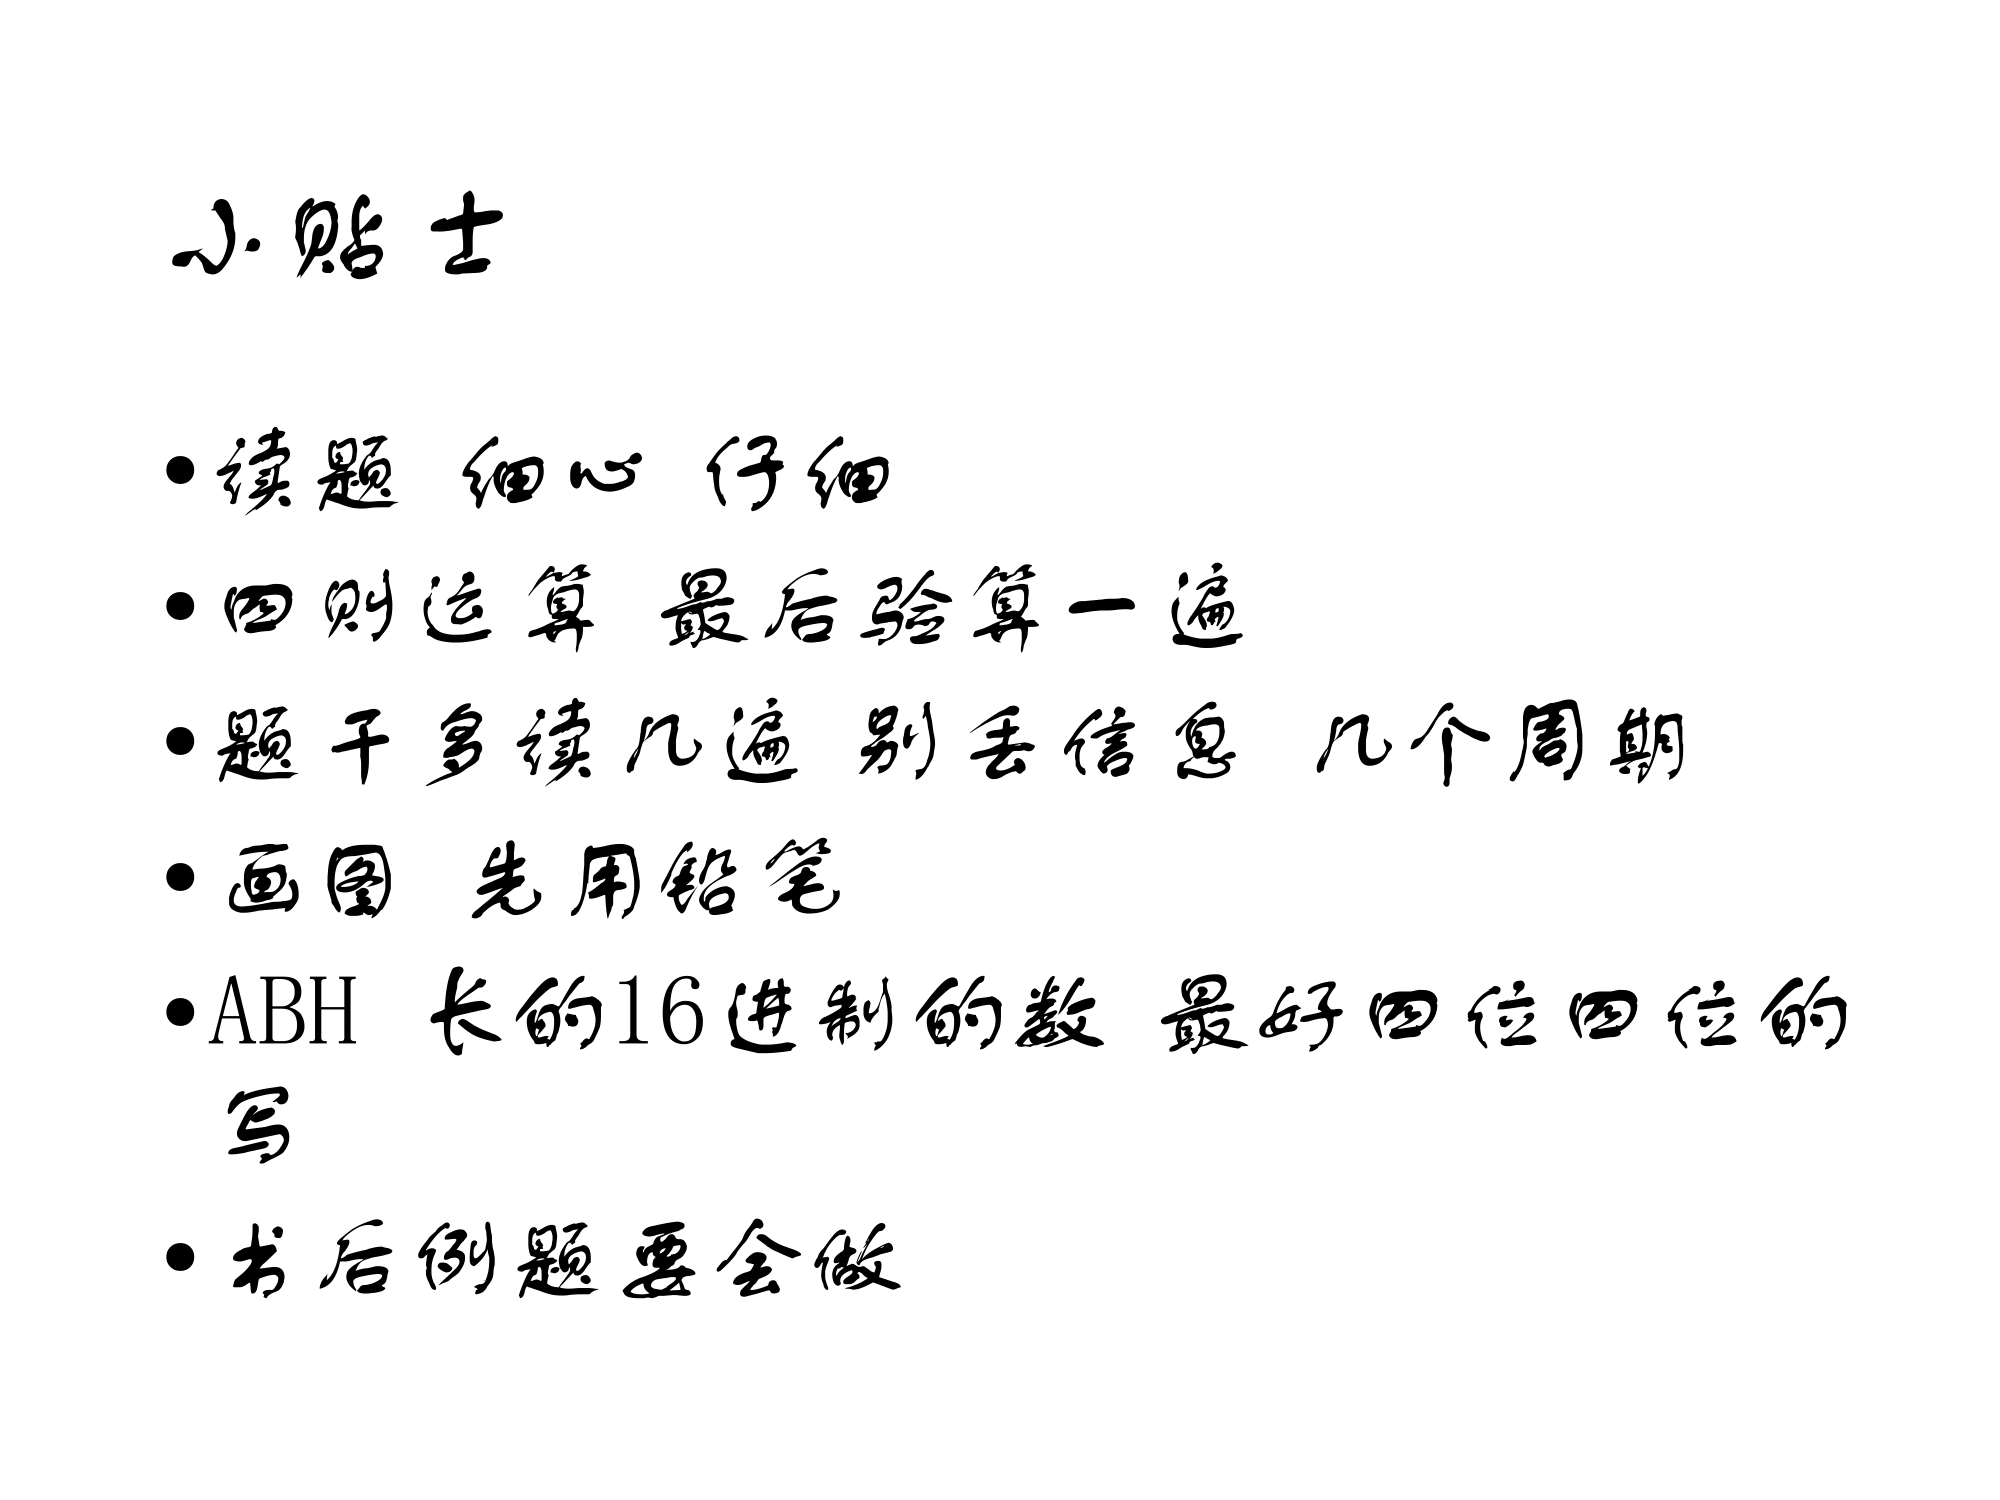 小贴士
•读题 细心 仔细
•四则运算 最后验算一遍
•题干多读几遍 别丢信息 几个周期
•画图 先用铅笔
•ABH 长的16进制的数 最好四位四位的
写
•书后例题要会做